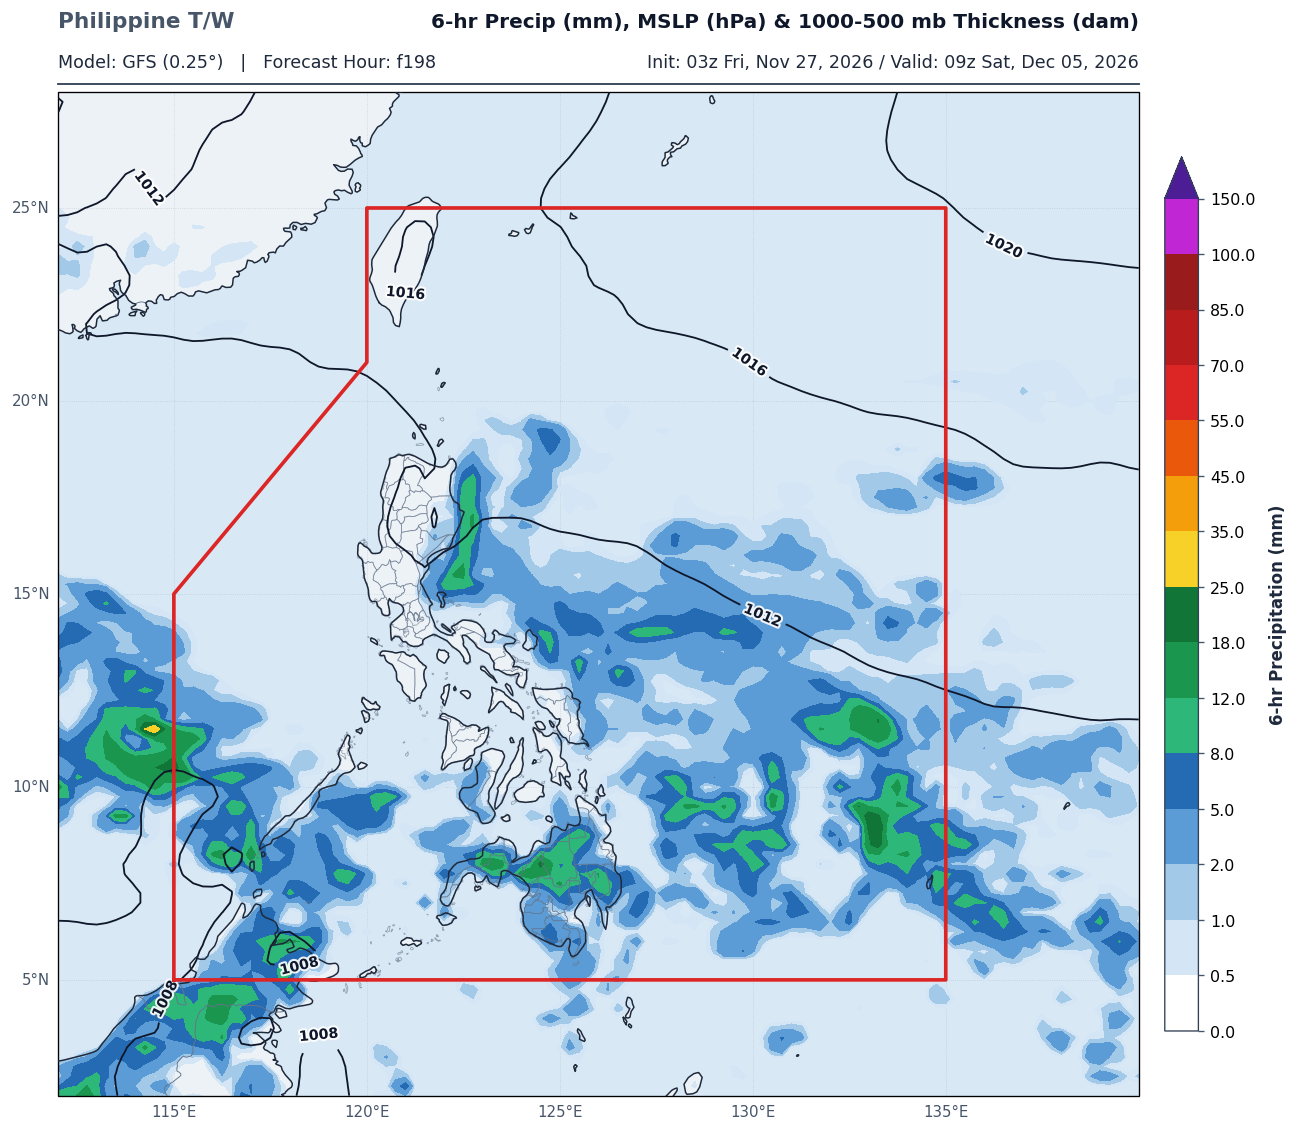 Philippine T/W
6-hr Precip (mm), MSLP (hPa) & 1000-500 mb Thickness (dam)
Model: GFS (0.25°)   |   Forecast Hour: f198
Init: 03z Fri, Nov 27, 2026 / Valid: 09z Sat, Dec 05, 2026
1012
1020
1016
1016
1012
1008
1008
1008
25°N
20°N
15°N
10°N
5°N
115°E
120°E
125°E
130°E
135°E
150.0
100.0
85.0
70.0
55.0
45.0
35.0
25.0
18.0
12.0
8.0
5.0
2.0
1.0
0.5
0.0
6-hr Precipitation (mm)